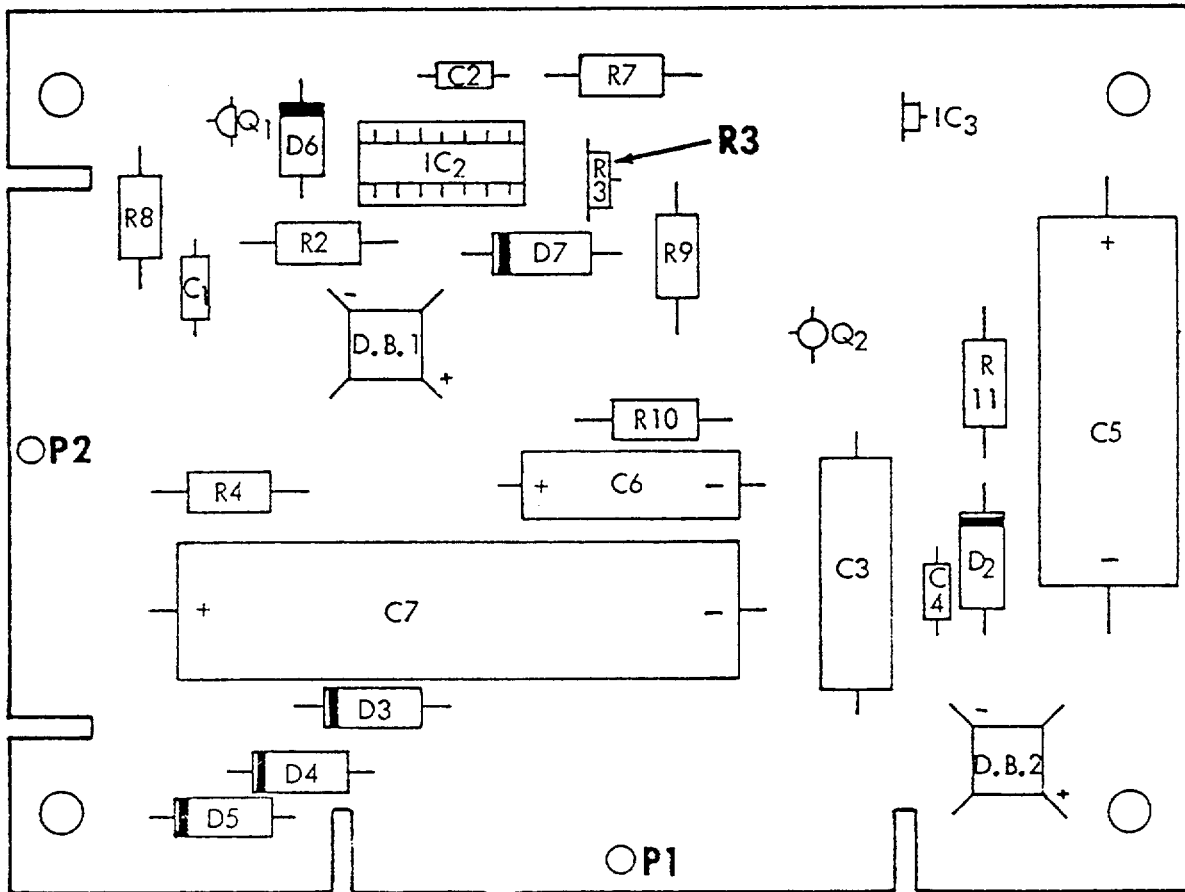 C2
R7
Q1
D6
IC2
R
3
R3
IC3
R8
R2
D7
R9
C1
+
-
D.B.1
+
Q2
R
11
C5
R10
P2
R4
+ C6 -
C3
D2
C
4
-
+ C7 -
D3
-
D4
D.B.2
+
D5
P1